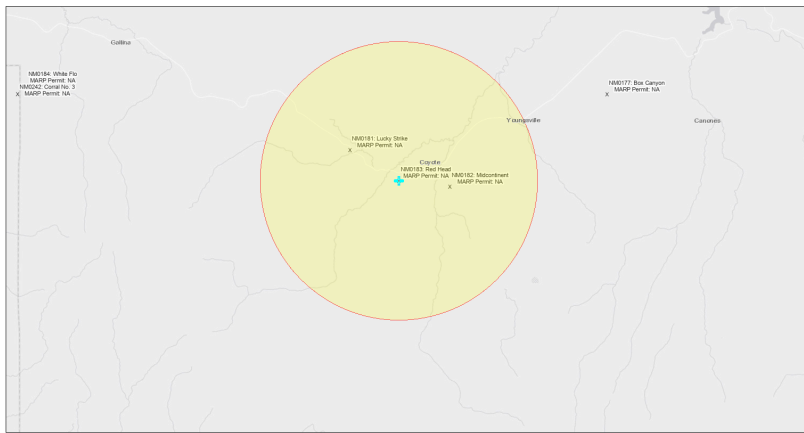 Gallina
NM0184: White Flo
MARP Permit: NA
NM0242: Corral No. 3
MARP Permit: NA
X
NM0177: Box Canyon
MARP Permit: NA
X
Youngsville
Canones
NM0181: Lucky Strike
MARP Permit: NA
X
Coyote
NM0183: Red Head
MARP Permit: NA
NM0182: Midcontinent
MARP Permit: NA
X